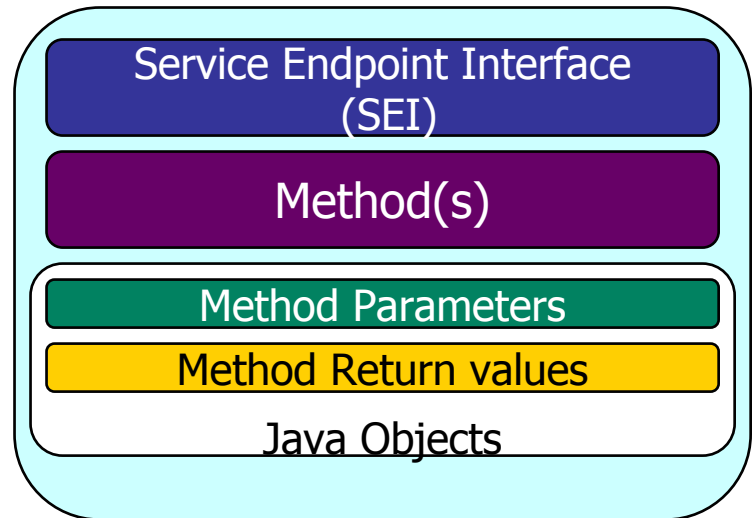 Service Endpoint Interface
(SEI)
Method(s)
Method Parameters
Method Return values
Java Objects